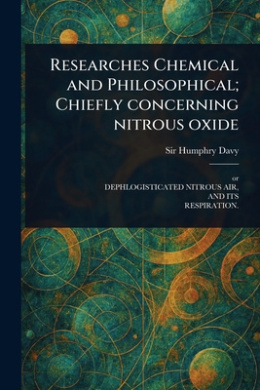 Researches Chemical
and Philosophical;
Chiefly concerning
nitrous oxide
Sir Humphry Davy
or
DEPHLOGISTICATED NITROUS AIR,
AND ITS
RESPIRATION.